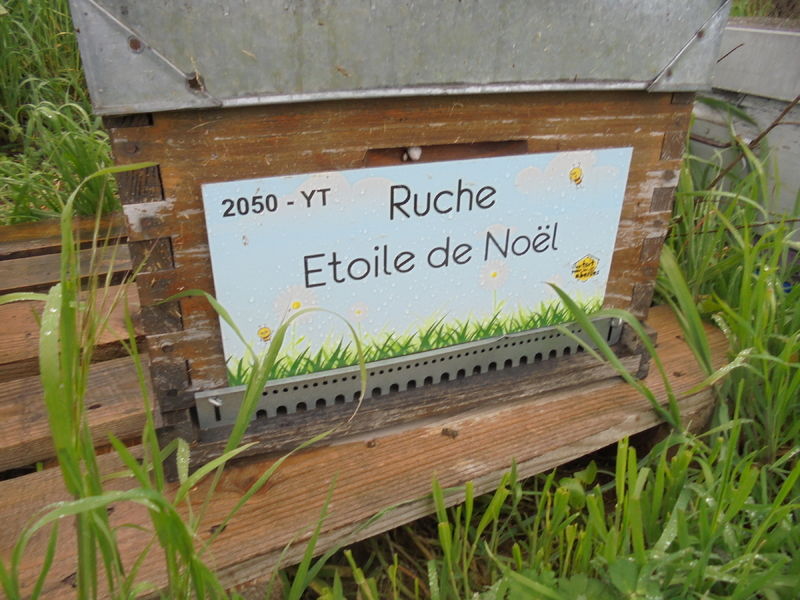 2050 - YT
Ruche
Etoile de Noël